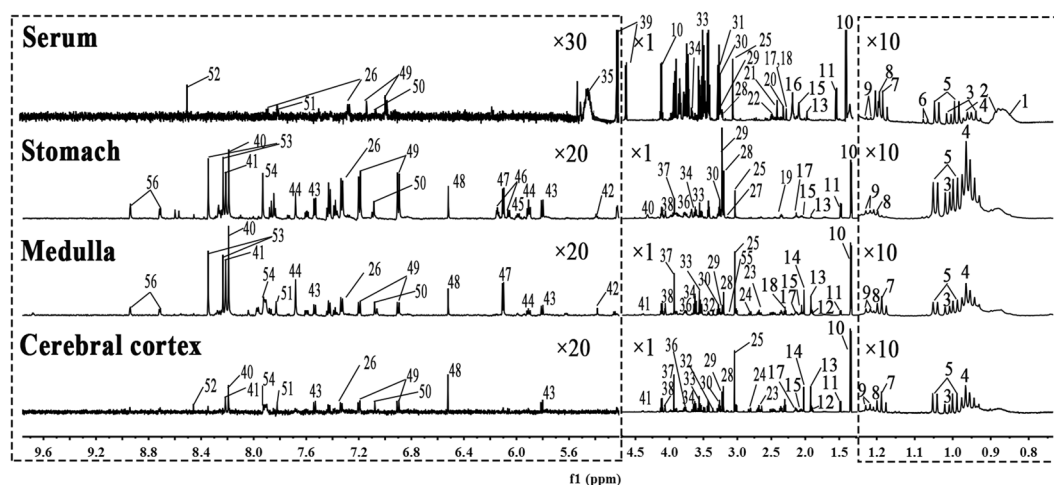 Serum ×30 ×1 ×10
52 51 26 49 50 35 39 10 33 34 31 30 29 28 25 22 21 20 17,18 16 15 11 13 10 9 8 7 6 5 3 2 4 1
Stomach ×20 ×1 ×10
56 40 53 41 54 44 43 26 49 50 48 47 46 45 44 43 42 40 37 38 36 34 33 30 29 28 25 27 19 17 15 13 11 10 9 8 7 5 3 4
Medulla ×20 ×1 ×10
56 40 53 41 54 44 51 43 26 49 50 48 47 44 43 42 41 37 38 36 34 33 30 32 29 28 25 55 23 24 18 17 14 15 13 12 11 10 9 8 7 5 3 4
Cerebral cortex ×20 ×1 ×10
52 40 41 54 51 43 26 49 50 48 43 41 36 37 38 33 34 32 30 29 28 25 24 23 17 15 14 13 12 11 10 9 8 7 5 3 4
9.6 9.2 8.8 8.4 8.0 7.6 7.2 6.8 6.4 6.0 5.6 5.2 4.5 4.0 3.5 3.0 2.5 2.0 1.5 1.2 1.1 1.0 0.9 0.8
f1 (ppm)